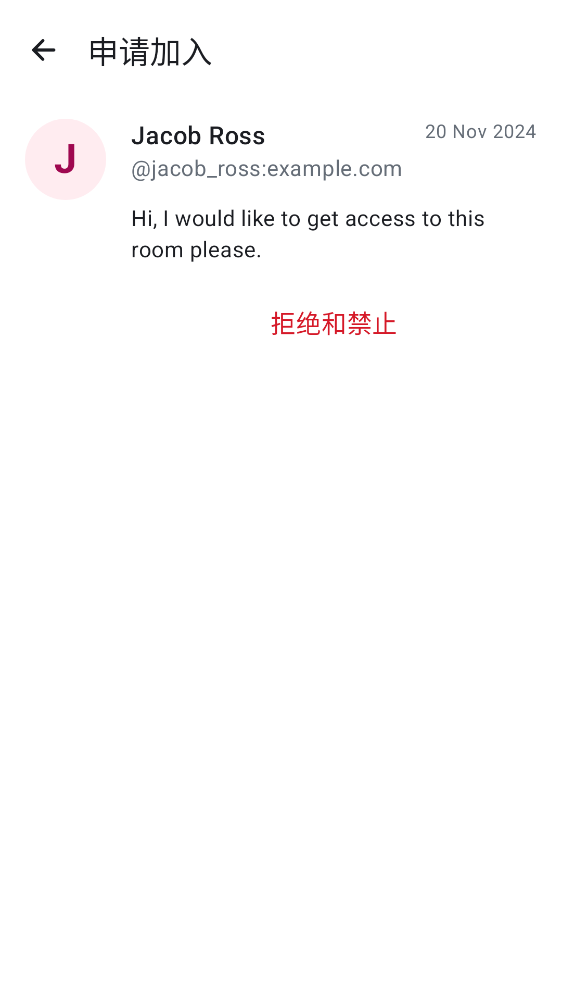 申请加入
J
Jacob Ross
20 Nov 2024
@jacob_ross:example.com
Hi, I would like to get access to this
room please.
拒绝和禁止